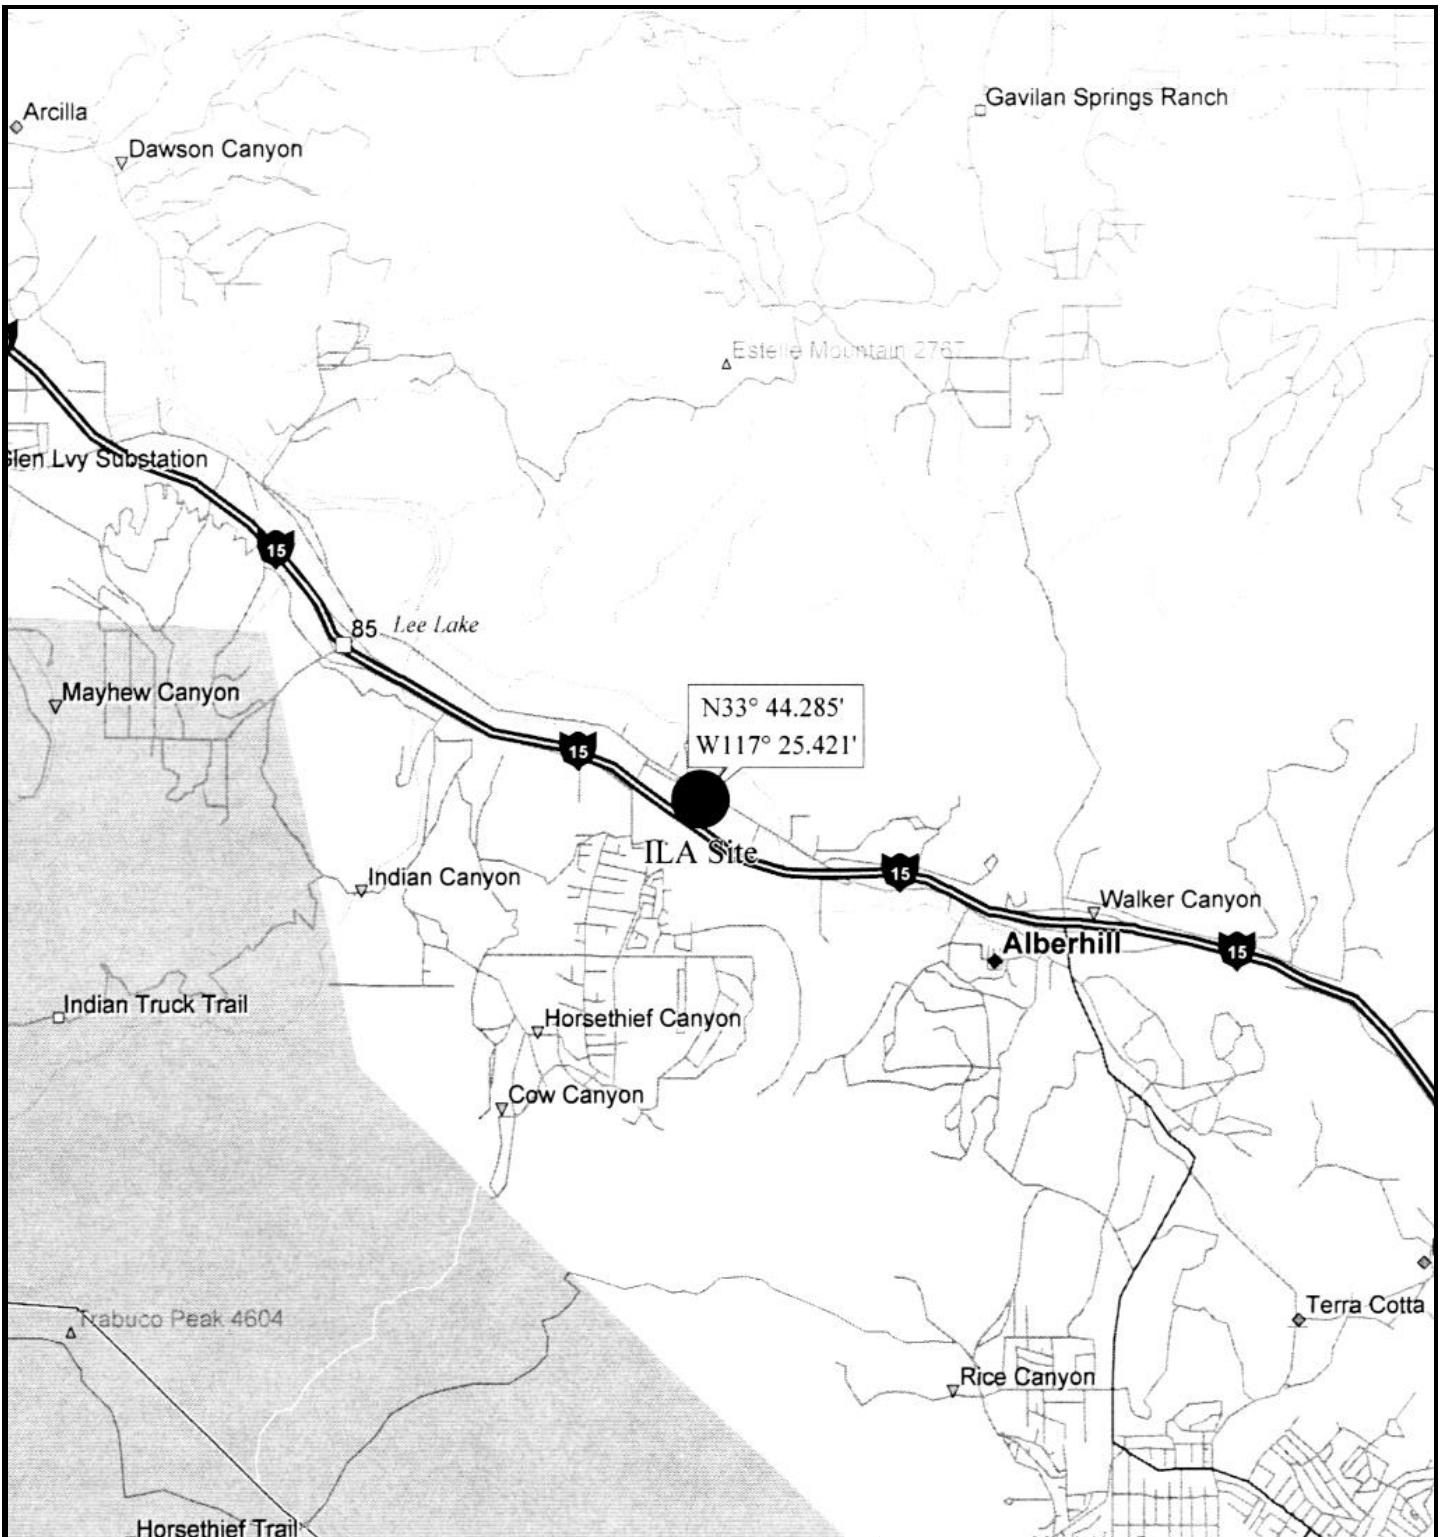 Gavilan Springs Ranch
Arcilla
Dawson Canyon
Estelle Mountain 2767
Glen Lvy Substation
15
85
Lee Lake
Mayhew Canyon
N33° 44.285'
W117° 25.421'
15
ILA Site
15
Indian Canyon
Walker Canyon
Alberhill
15
Indian Truck Trail
Horsethief Canyon
Cow Canyon
Terra Cotta
Trabuco Peak 4604
Rice Canyon
Horsethief Trail